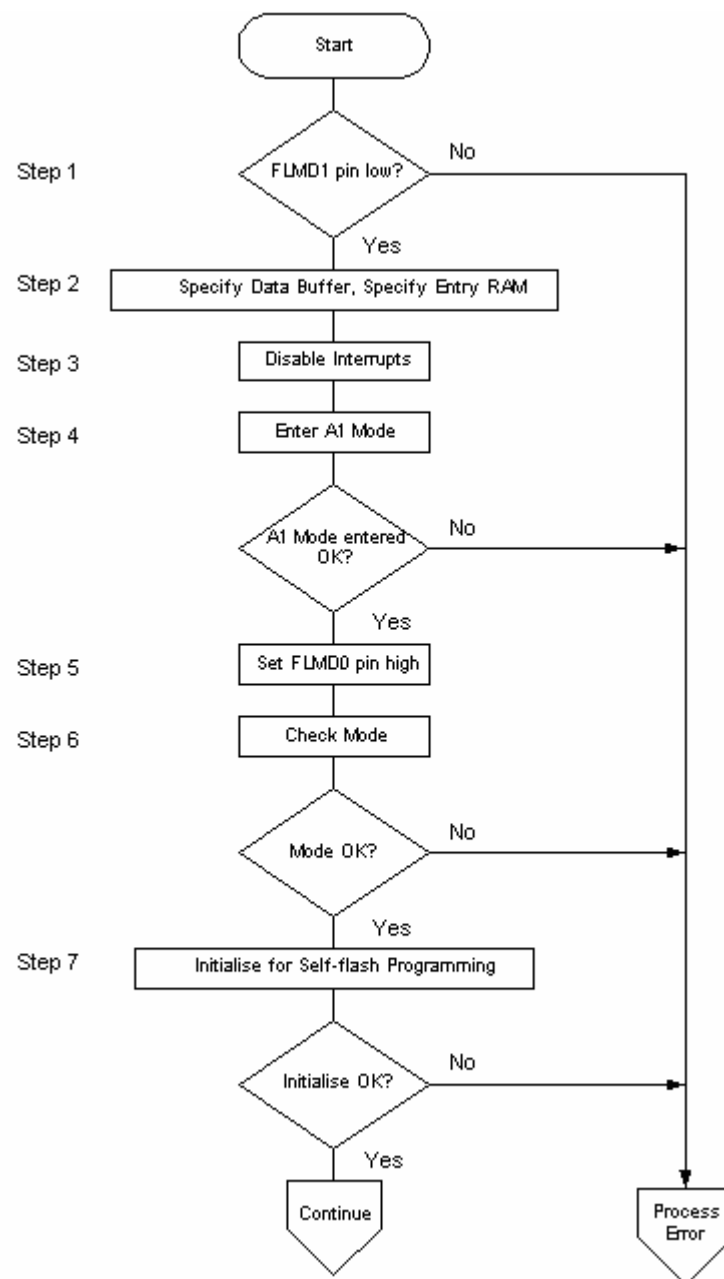 Start
Step 1
FLMD1 pin low?
No
Yes
Step 2
Specify Data Buffer, Specify Entry RAM
Step 3
Disable Interrupts
Step 4
Enter A1 Mode
A1 Mode entered
OK?
No
Yes
Step 5
Set FLMD0 pin high
Step 6
Check Mode
Mode OK?
No
Yes
Step 7
Initialise for Self-flash Programming
Initialise OK?
No
Yes
Continue
Process
Error